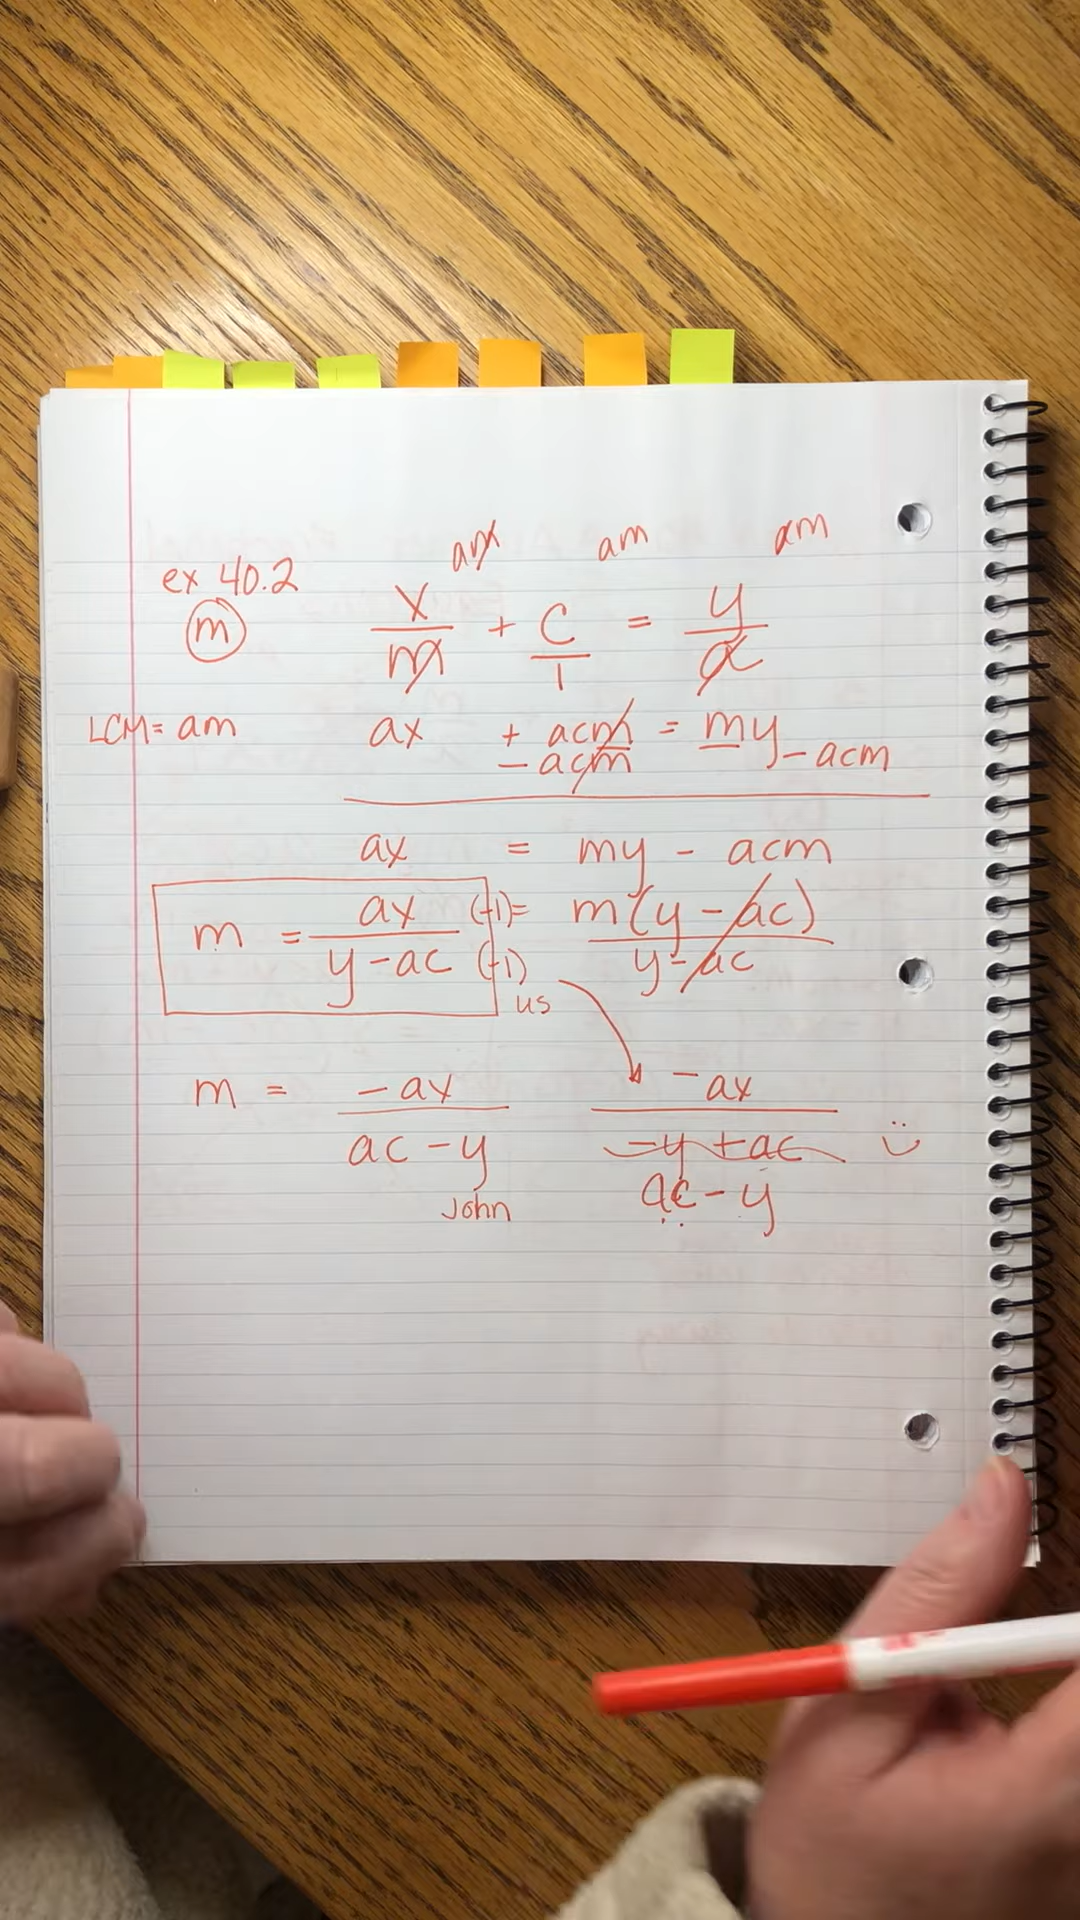 am am am
ex 40.2
m x/m + c/1 = y/a
LCM = am ax + acm = my
- acm - acm
ax = my - acm
m = ax/(y - ac) (-1)/(-1) = m(y - ac)/(y - ac)
us
m = -ax/(ac - y) -ax/(-y + ac)
ac - y
John